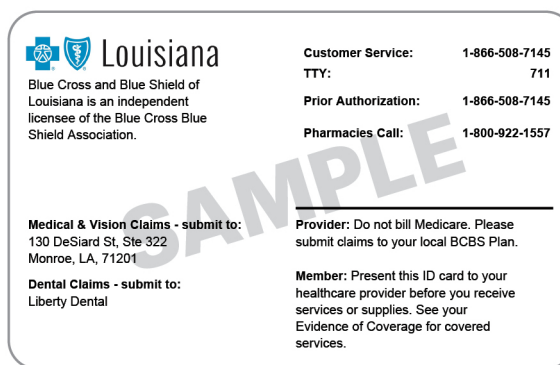 Louisiana
Blue Cross and Blue Shield of
Louisiana is an independent
licensee of the Blue Cross Blue
Shield Association.
Customer Service: 1-866-508-7145
TTY: 711
Prior Authorization: 1-866-508-7145
Pharmacies Call: 1-800-922-1557
SAMPLE
Medical & Vision Claims - submit to:
130 DeSiard St, Ste 322
Monroe, LA, 71201
Dental Claims - submit to:
Liberty Dental
Provider: Do not bill Medicare. Please
submit claims to your local BCBS Plan.
Member: Present this ID card to your
healthcare provider before you receive
services or supplies. See your
Evidence of Coverage for covered
services.